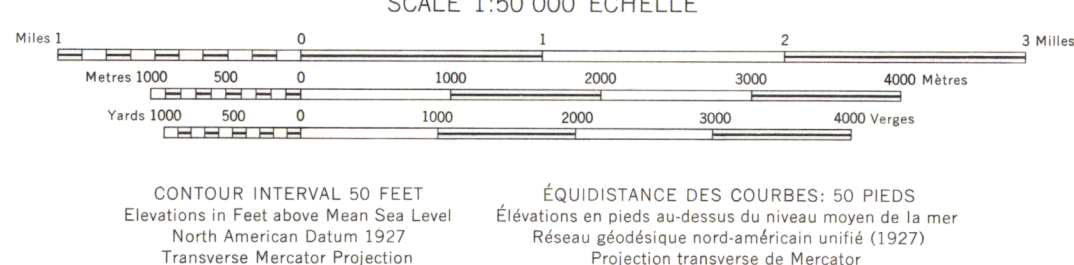 SCALE 1:50 000 ÉCHELLE
Miles 1 0 1 2 3 Milles
Metres 1000 500 0 1000 2000 3000 4000 Mètres
Yards 1000 500 0 1000 2000 3000 4000 Verges
CONTOUR INTERVAL 50 FEET
Elevations in Feet above Mean Sea Level
North American Datum 1927
Transverse Mercator Projection
ÉQUIDISTANCE DES COURBES: 50 PIEDS
Élévations en pieds au-dessus du niveau moyen de la mer
Réseau géodésique nord-américain unifié (1927)
Projection transverse de Mercator